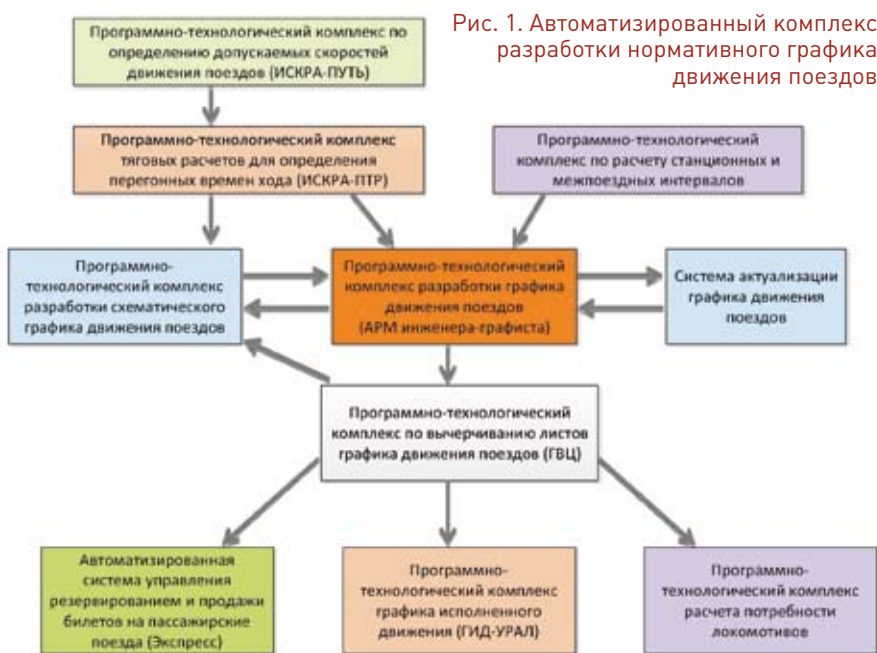 Рис. 1. Автоматизированный комплекс
разработки нормативного графика
движения поездов
Программно-технологический комплекс по
определению допускаемых скоростей
движения поездов (ИСКРА-ПУТЬ)
Программно-технологический комплекс
тяговых расчетов для определения
перегонных времен хода (ИСКРА-ПТР)
Программно-технологический
комплекс по расчету станционных и
межпоездных интервалов
Программно-
технологический комплекс
разработки схематического
графика движения поездов
Программно-технологический
комплекс разработки графика
движения поездов
(АРМ инженера-графиста)
Система актуализации
графика движения
поездов
Программно-технологический
комплекс по вычерчиванию листов
графика движения поездов (ГВЦ)
Автоматизированная
система управления
резервированием и продажи
билетов на пассажирские
поезда (Экспресс)
Программно-
технологический комплекс
графика исполненного
движения (ГИД-УРАЛ)
Программно-
технологический комплекс
расчета потребности
локомотивов